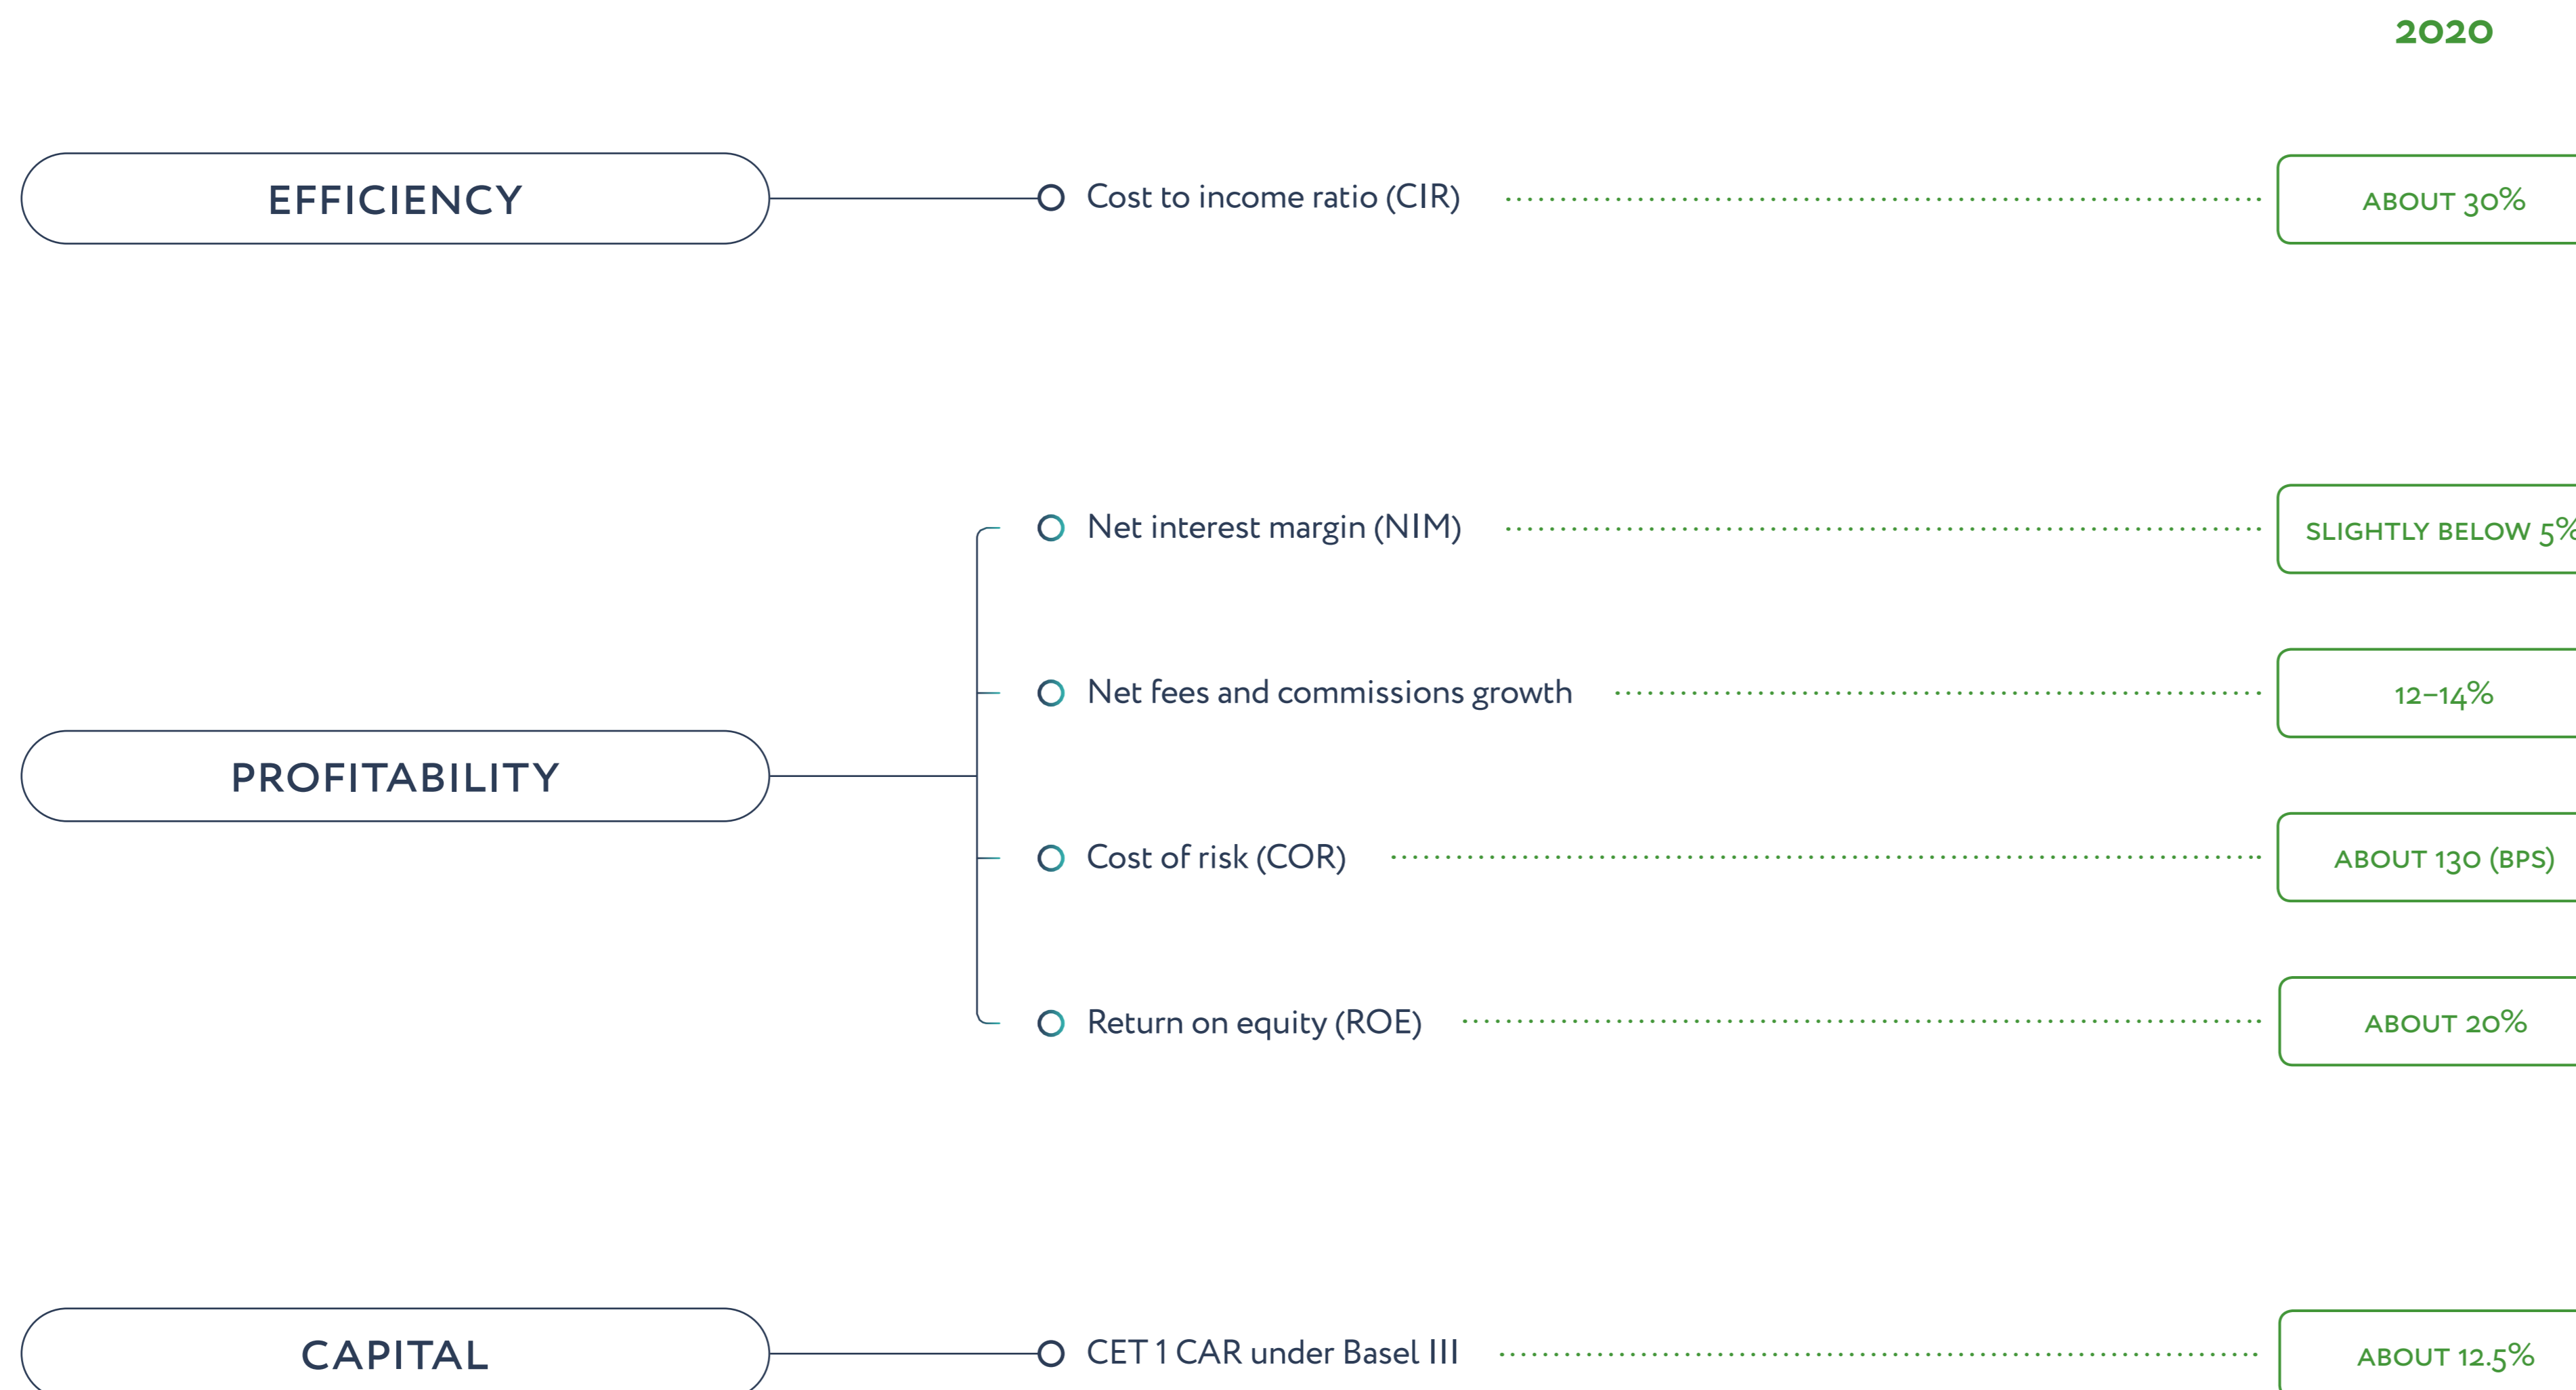 2020
EFFICIENCY
Cost to income ratio (CIR)
ABOUT 30%
PROFITABILITY
Net interest margin (NIM)
SLIGHTLY BELOW 5%
Net fees and commissions growth
12–14%
Cost of risk (COR)
ABOUT 130 (BPS)
Return on equity (ROE)
ABOUT 20%
CAPITAL
CET 1 CAR under Basel III
ABOUT 12.5%